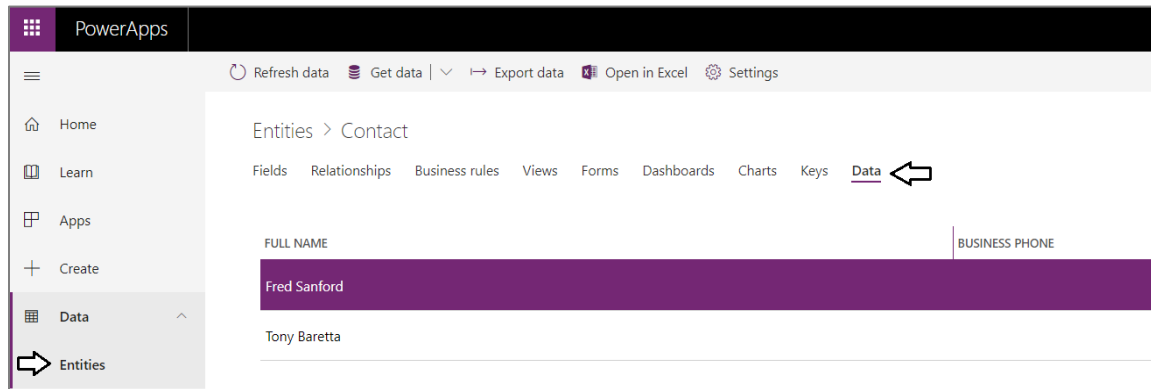 PowerApps
Refresh data Get data Export data Open in Excel Settings
Home
Learn
Apps
Create
Data
Entities
Entities > Contact
Fields Relationships Business rules Views Forms Dashboards Charts Keys Data
FULL NAME BUSINESS PHONE
Fred Sanford
Tony Baretta